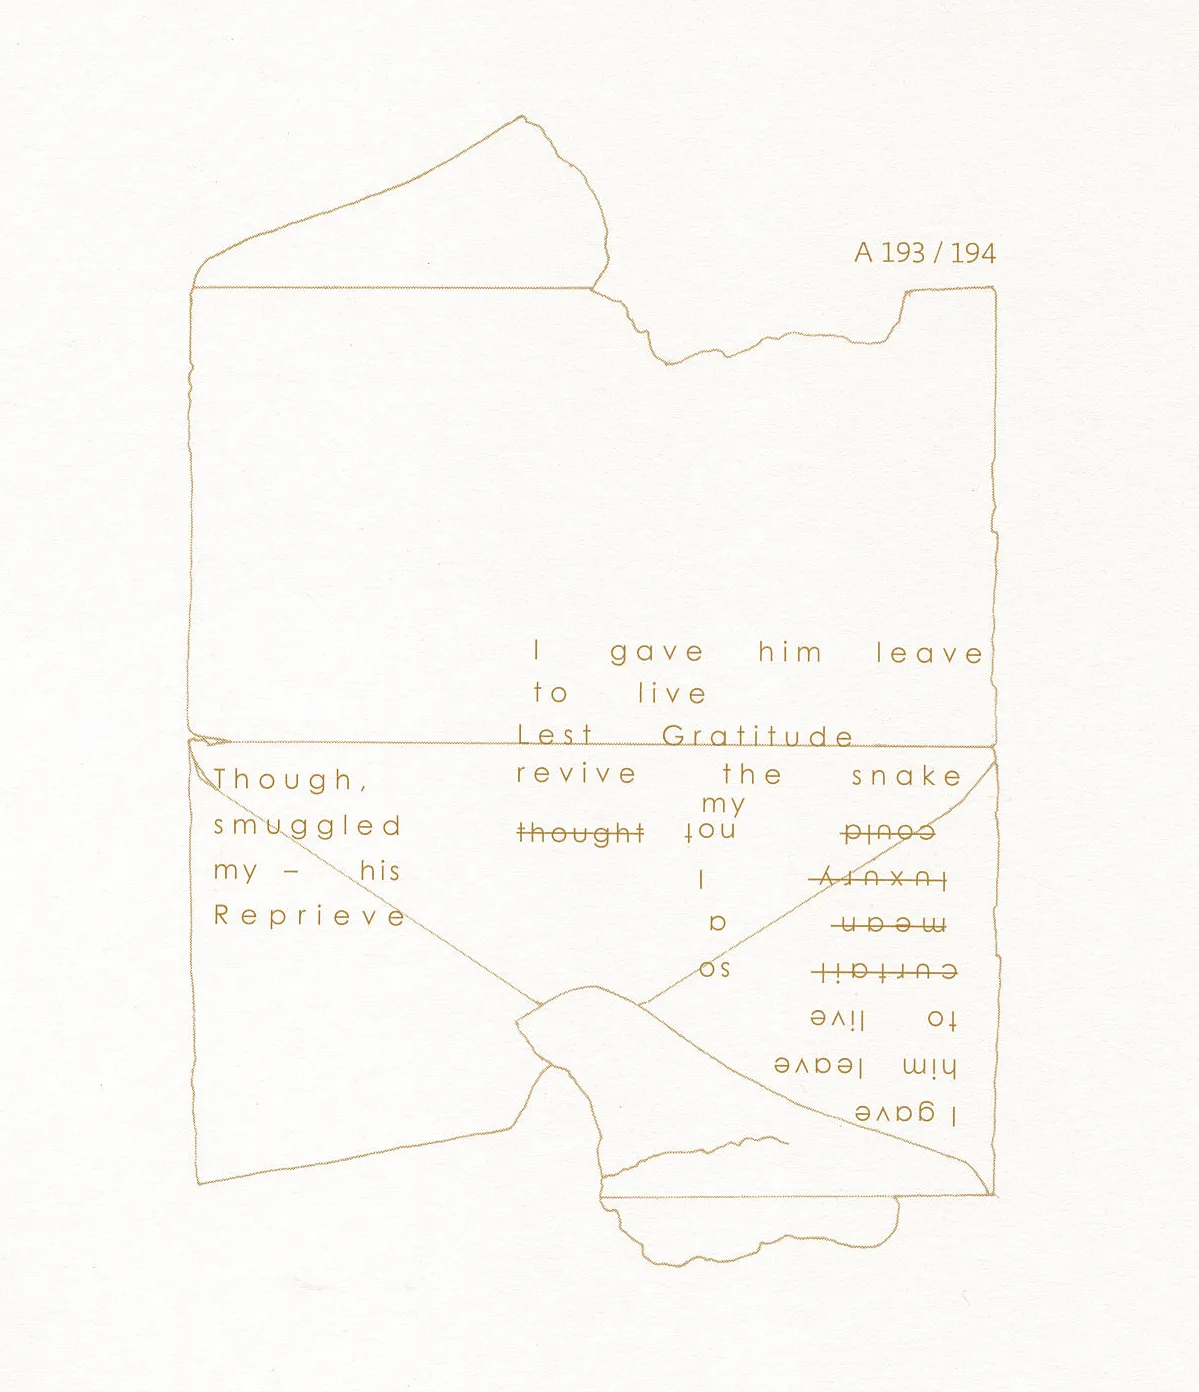 A 193 / 194
I gave him leave
to live
Lest Gratitude
revive the snake
my
thought
Though,
smuggled
my – his
Reprieve
I gave
him leave
to live
curtail so
mean a
luxury I
could not